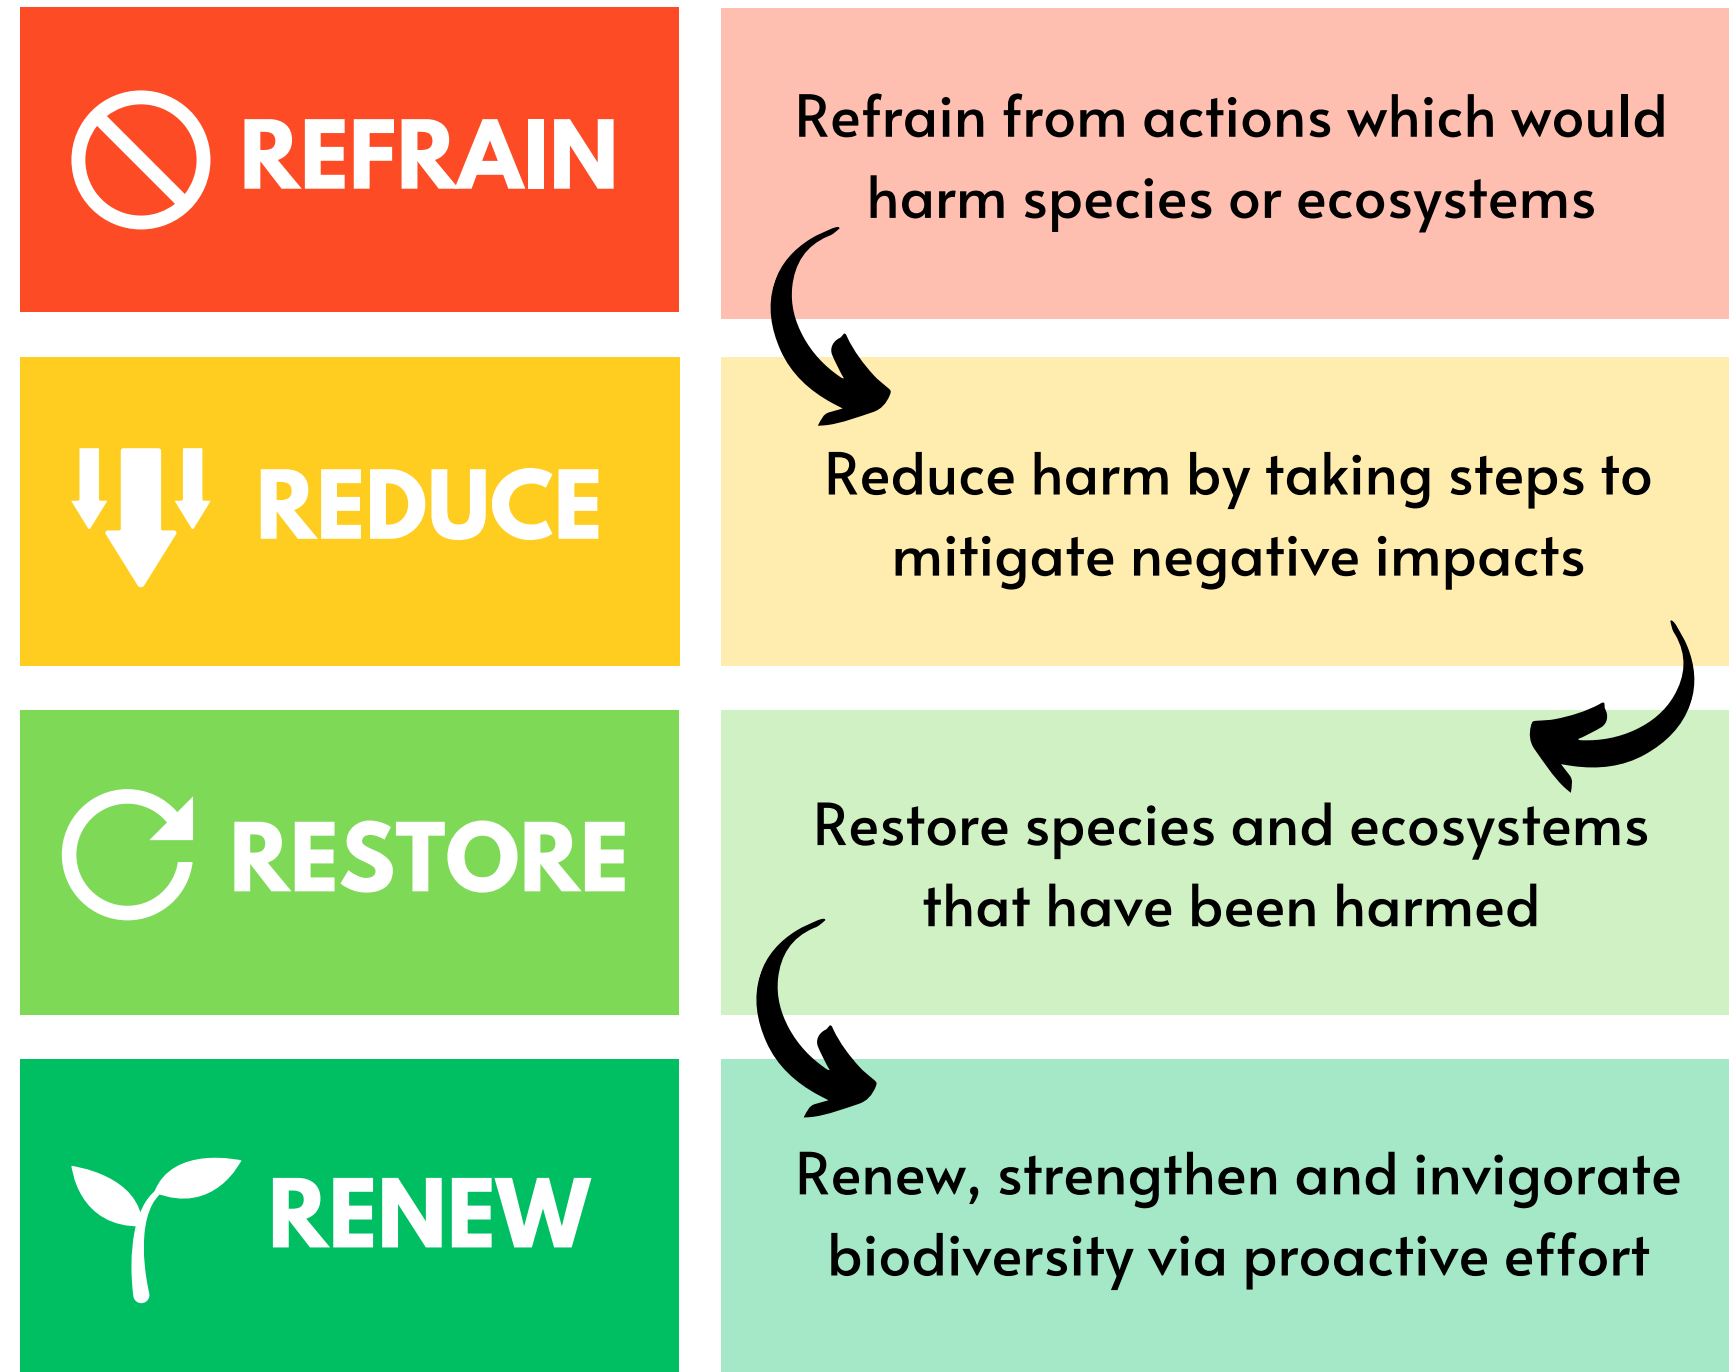 REFRAIN
Refrain from actions which would
harm species or ecosystems
REDUCE
Reduce harm by taking steps to
mitigate negative impacts
RESTORE
Restore species and ecosystems
that have been harmed
RENEW
Renew, strengthen and invigorate
biodiversity via proactive effort